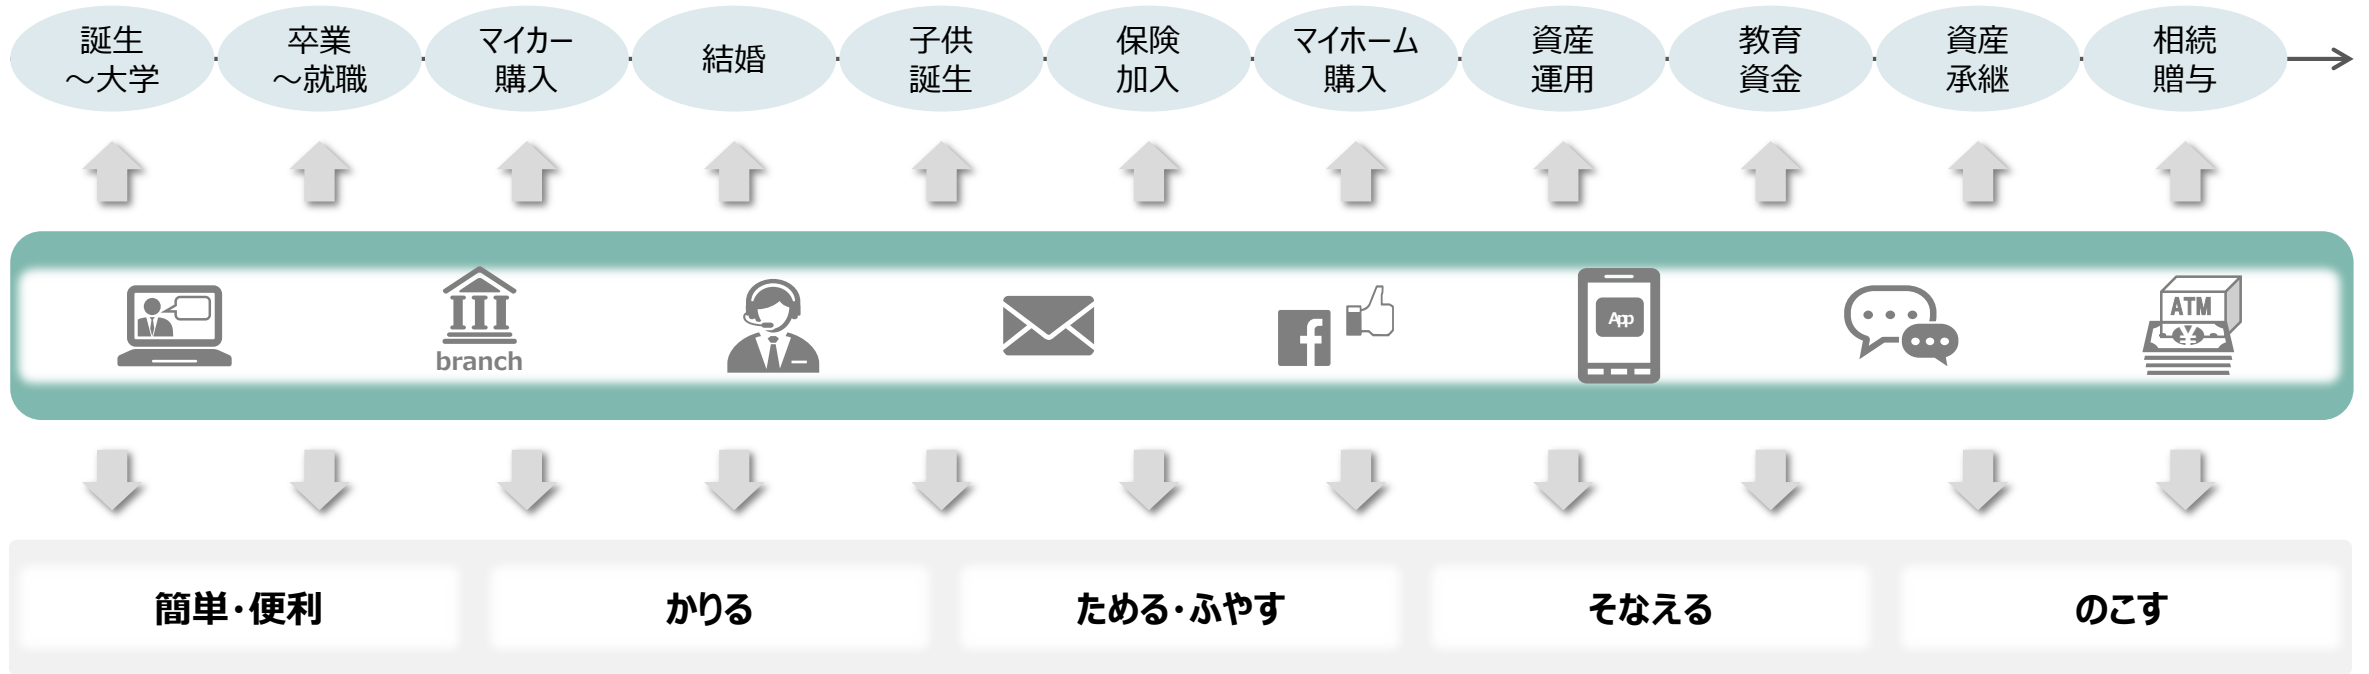 誕生
～大学
卒業
～就職
マイカー
購入
結婚
子供
誕生
保険
加入
マイホーム
購入
資産
運用
教育
資金
資産
承継
相続
贈与
branch
f
App
ATM
¥
簡単・便利
かりる
ためる・ふやす
そなえる
のこす